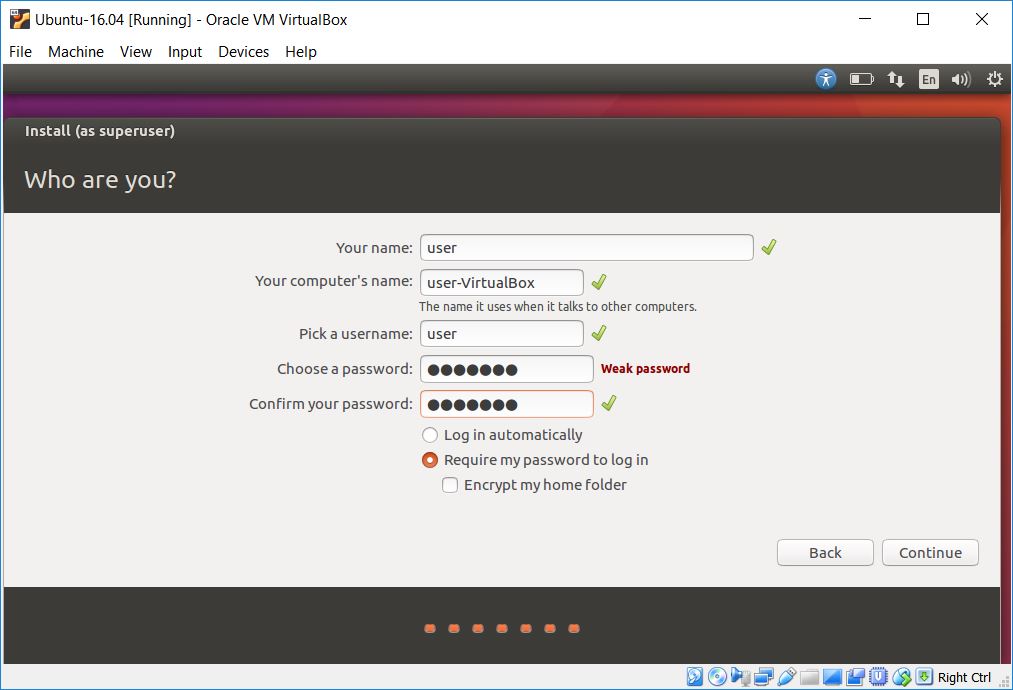 Ubuntu-16.04 [Running] - Oracle VM VirtualBox
File Machine View Input Devices Help
En
Install (as superuser)
Who are you?
Your name: user
Your computer's name: user-VirtualBox
The name it uses when it talks to other computers.
Pick a username: user
Choose a password: ●●●●●●● Weak password
Confirm your password: ●●●●●●●
Log in automatically
Require my password to log in
Encrypt my home folder
Back Continue
Right Ctrl